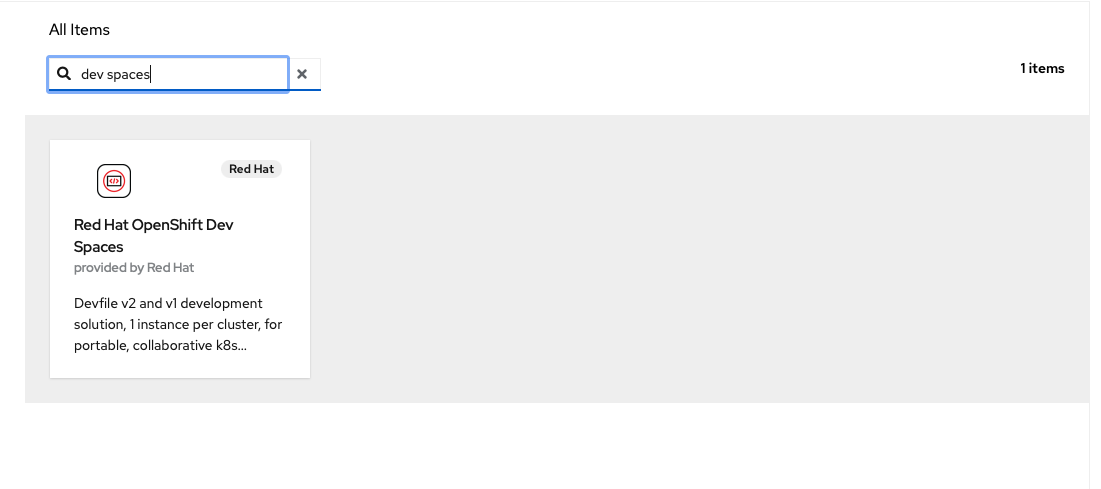 All Items
dev spaces
1 items
Red Hat
Red Hat OpenShift Dev
Spaces
provided by Red Hat
Devfile v2 and v1 development
solution, 1 instance per cluster, for
portable, collaborative k8s...